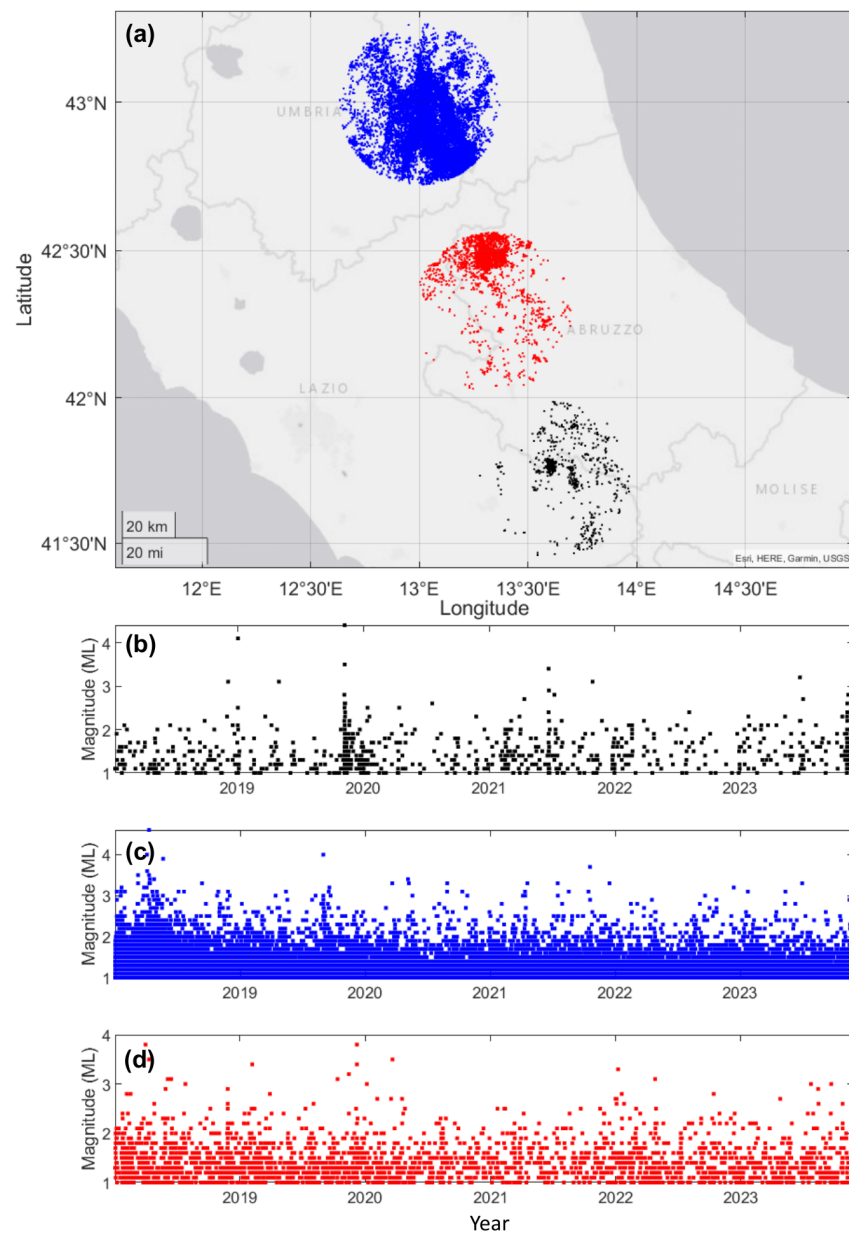 (a)
43°N
UMBRIA
42°30'N
Latitude
ABRUZZO
42°N
LAZIO
MOLISE
20 km
41°30'N
20 mi
Esri, HERE, Garmin, USGS
12°E
12°30'E
13°E
13°30'E
14°E
14°30'E
Longitude
(b)
Magnitude (ML)
4
3
2
1
2019
2020
2021
2022
2023
(c)
Magnitude (ML)
4
3
2
1
2019
2020
2021
2022
2023
(d)
Magnitude (ML)
4
3
2
1
2019
2020
2021
2022
2023
Year